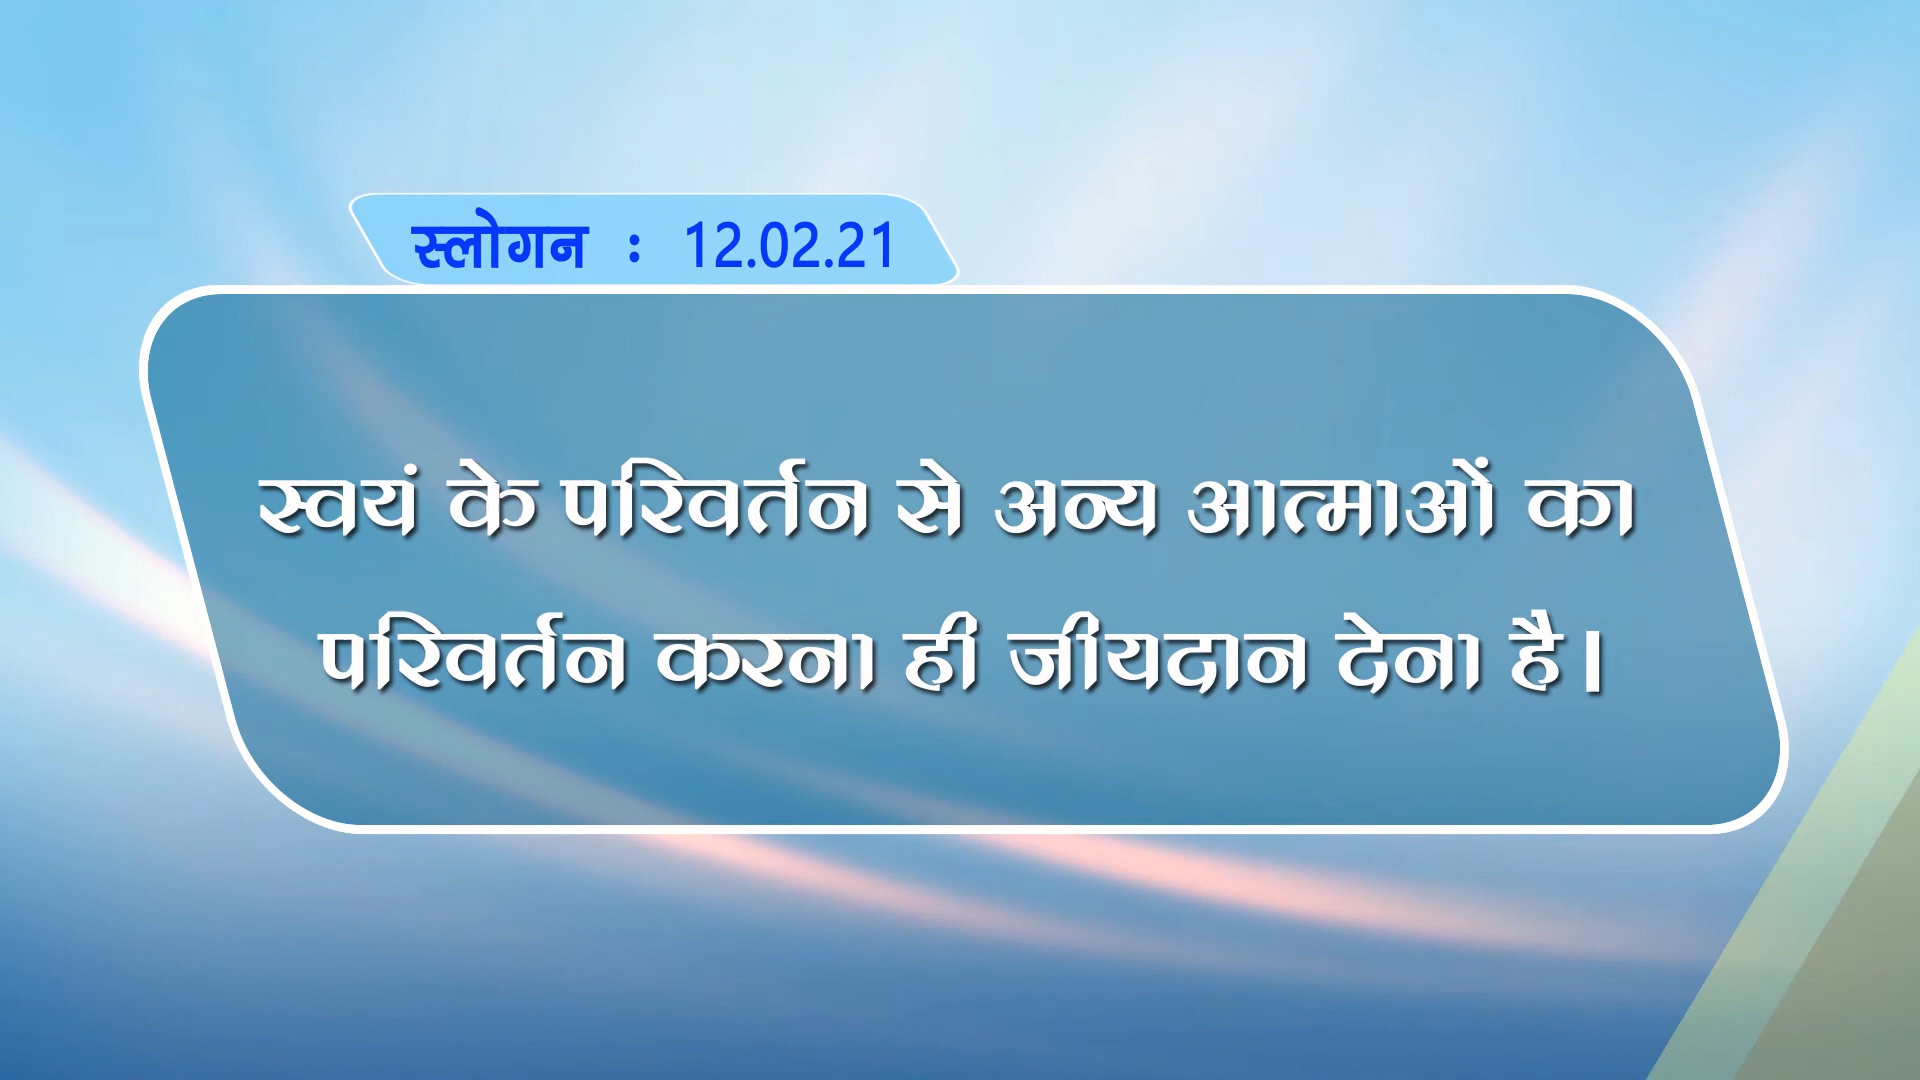 स्लोगन : 12.02.21
स्वयं के परिवर्तन से अन्य आत्माओं का
परिवर्तन करना ही जीयदान देना है।